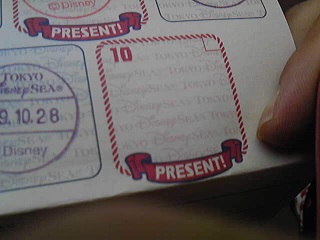 ©Disney
PRESENT!
10
TOKYO
DisneySEA®
9.10.28
Disney
PRESENT!